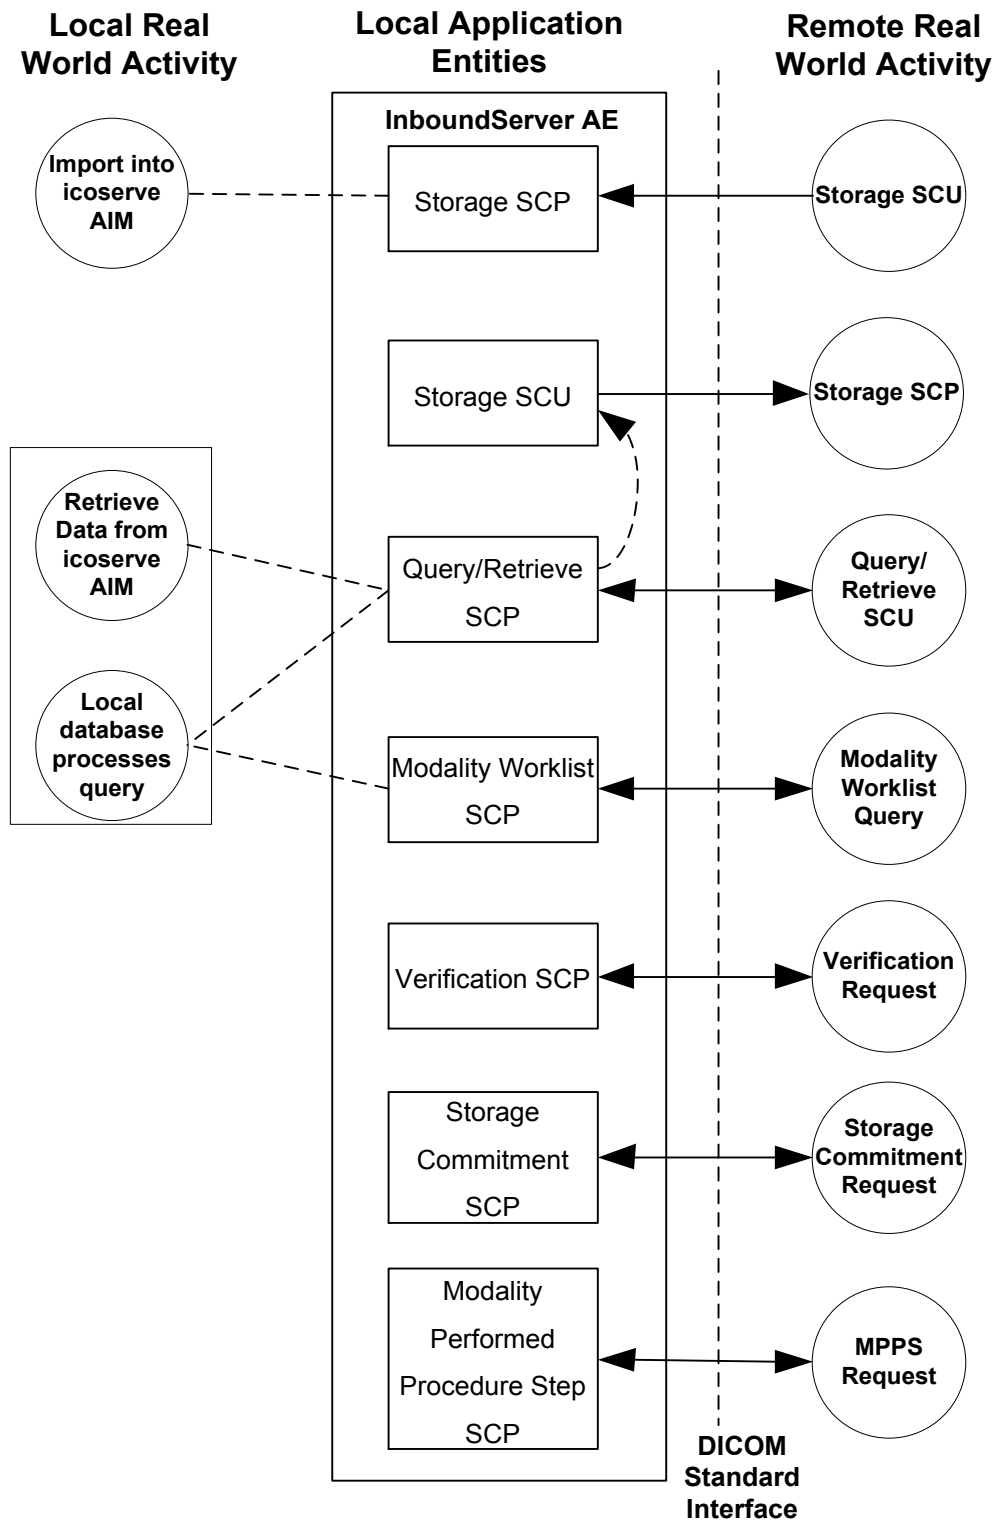 Local Real
World Activity
Local Application
Entities
Remote Real
World Activity
InboundServer AE
Import into
icoserve
AIM
Storage SCP
Storage SCU
Storage SCU
Storage SCP
Retrieve
Data from
icoserve
AIM
Query/Retrieve
SCP
Query/
Retrieve
SCU
Local
database
processes
query
Modality Worklist
SCP
Modality
Worklist
Query
Verification SCP
Verification
Request
Storage
Commitment
SCP
Storage
Commitment
Request
Modality
Performed
Procedure Step
SCP
MPPS
Request
DICOM
Standard
Interface